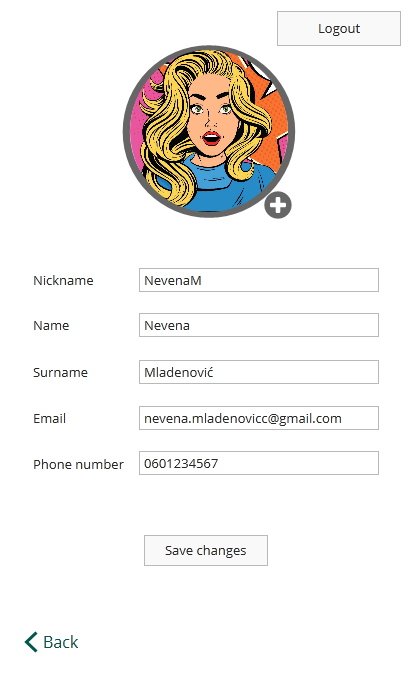 Logout
Nickname NevenaM
Name Nevena
Surname Mladenović
Email nevena.mladenovicc@gmail.com
Phone number 0601234567
Save changes
Back